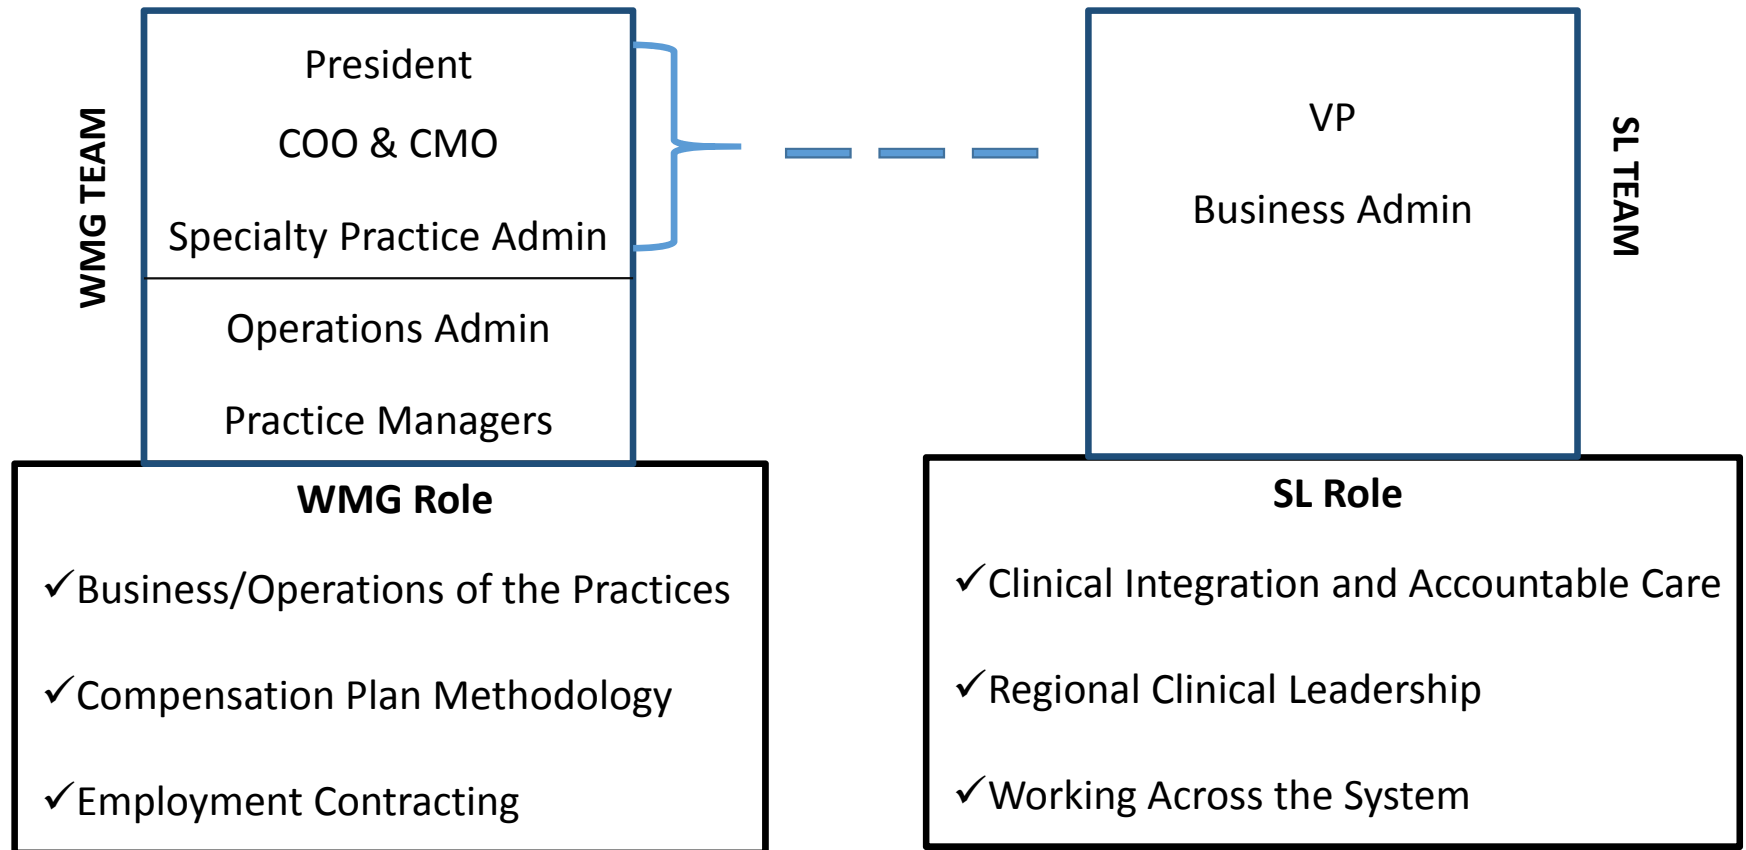 WMG TEAM
President
COO & CMO
Specialty Practice Admin
Operations Admin
Practice Managers
WMG Role
✓Business/Operations of the Practices
✓Compensation Plan Methodology
✓Employment Contracting
SL TEAM
VP
Business Admin
SL Role
✓Clinical Integration and Accountable Care
✓Regional Clinical Leadership
✓Working Across the System